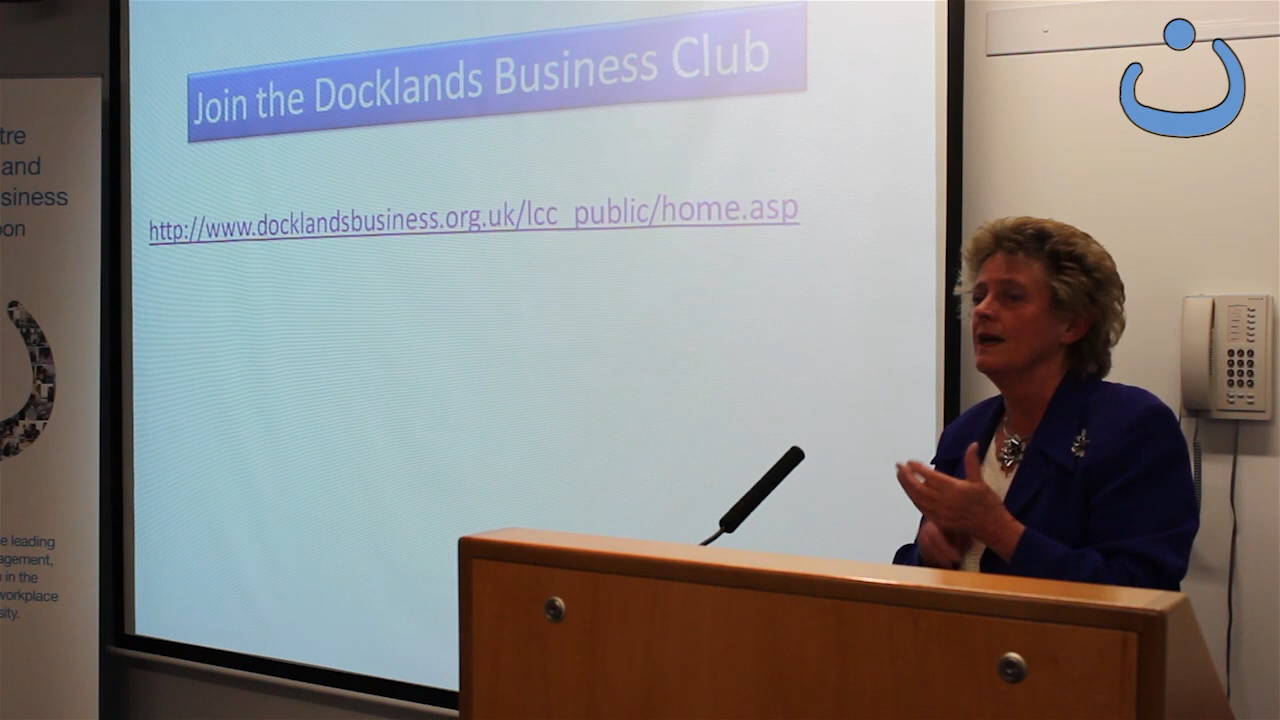 Join the Docklands Business Club
http://www.docklandsbusiness.org.uk/lcc_public/home.asp
tre
and
siness
on
e leading
agement,
in the
workplace
sity.